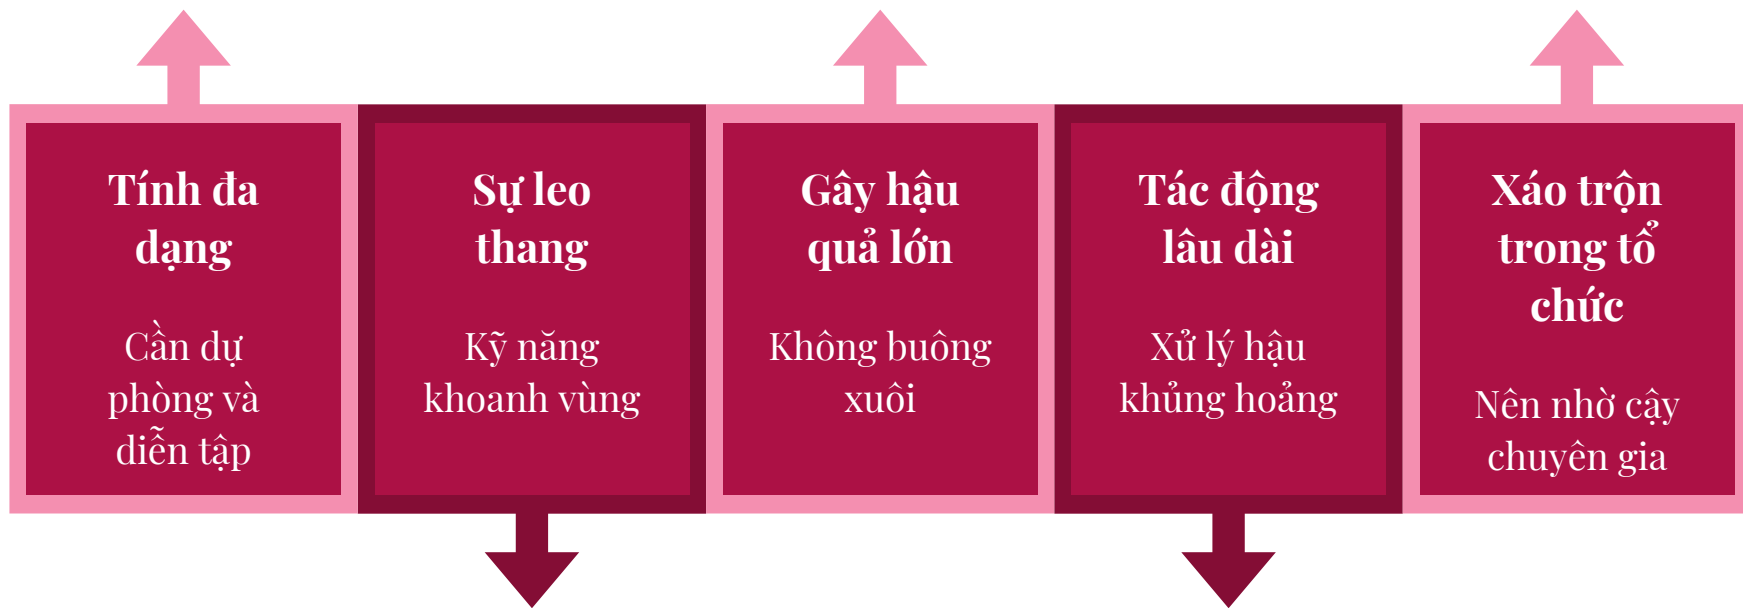 Tính đa
dạng
Cần dự
phòng và
diễn tập
Sự leo
thang
Kỹ năng
khoanh vùng
Gây hậu
quả lớn
Không buông
xuôi
Tác động
lâu dài
Xử lý hậu
khủng hoảng
Xáo trộn
trong tổ
chức
Nên nhờ cậy
chuyên gia